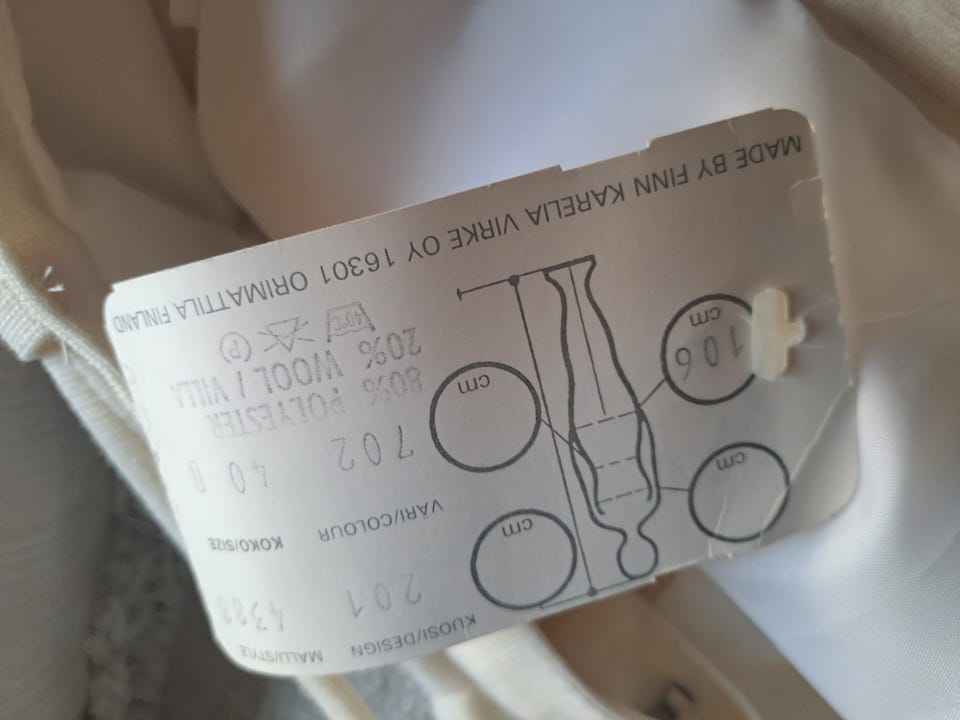 KUOSI/DESIGN MALLI/STYLE
201
VÄRI/COLOUR KOKO/SIZE
702 40
80% POLYESTER
20% WOOL / VILLA
40°C P
cm
cm
cm
106 cm
MADE BY FINN KARELIA VIRKE OY 16301 ORIMATTILA FINLAND